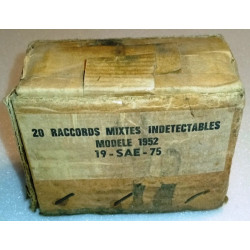 20 RACCORDS MIXTES INDETECTABLES
MODELE 1952
19-SAE-75